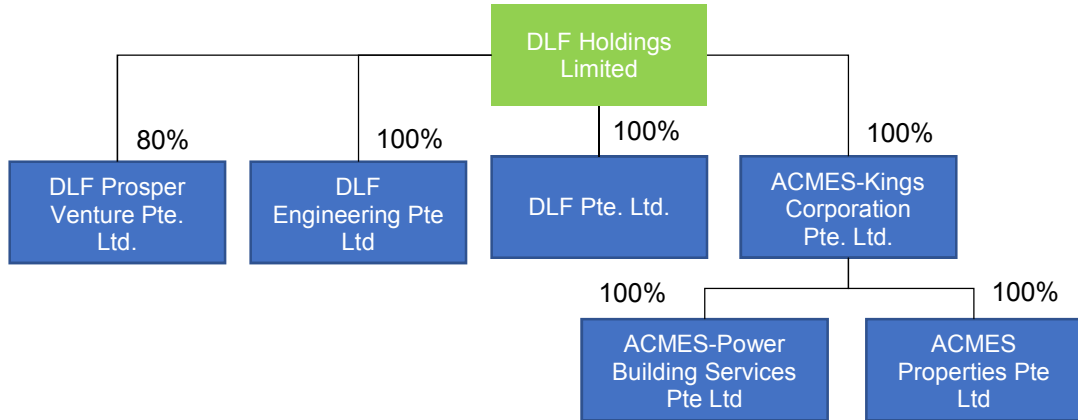 DLF Holdings
Limited
80%
100%
100%
100%
DLF Prosper
Venture Pte.
Ltd.
DLF
Engineering Pte
Ltd
DLF Pte. Ltd.
ACMES-Kings
Corporation
Pte. Ltd.
100%
100%
ACMES-Power
Building Services
Pte Ltd
ACMES
Properties Pte
Ltd